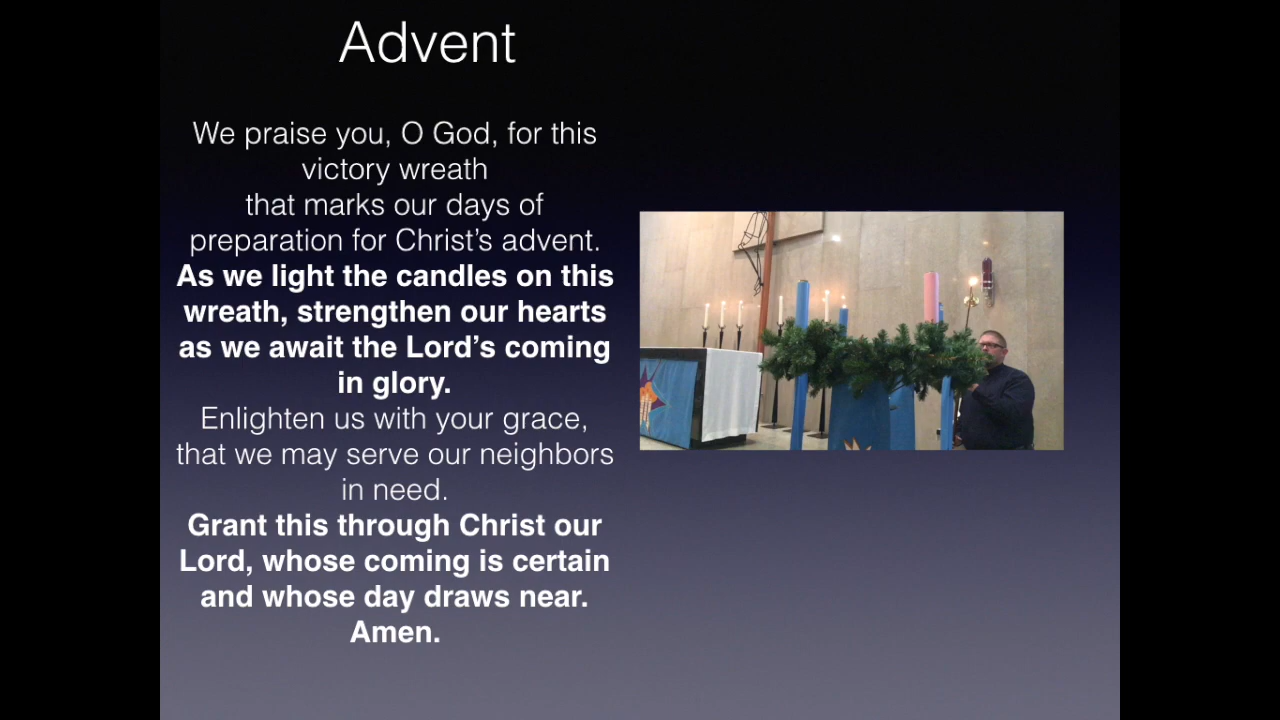 Advent
We praise you, O God, for this
victory wreath
that marks our days of
preparation for Christ’s advent.
As we light the candles on this
wreath, strengthen our hearts
as we await the Lord’s coming
in glory.
Enlighten us with your grace,
that we may serve our neighbors
in need.
Grant this through Christ our
Lord, whose coming is certain
and whose day draws near.
Amen.